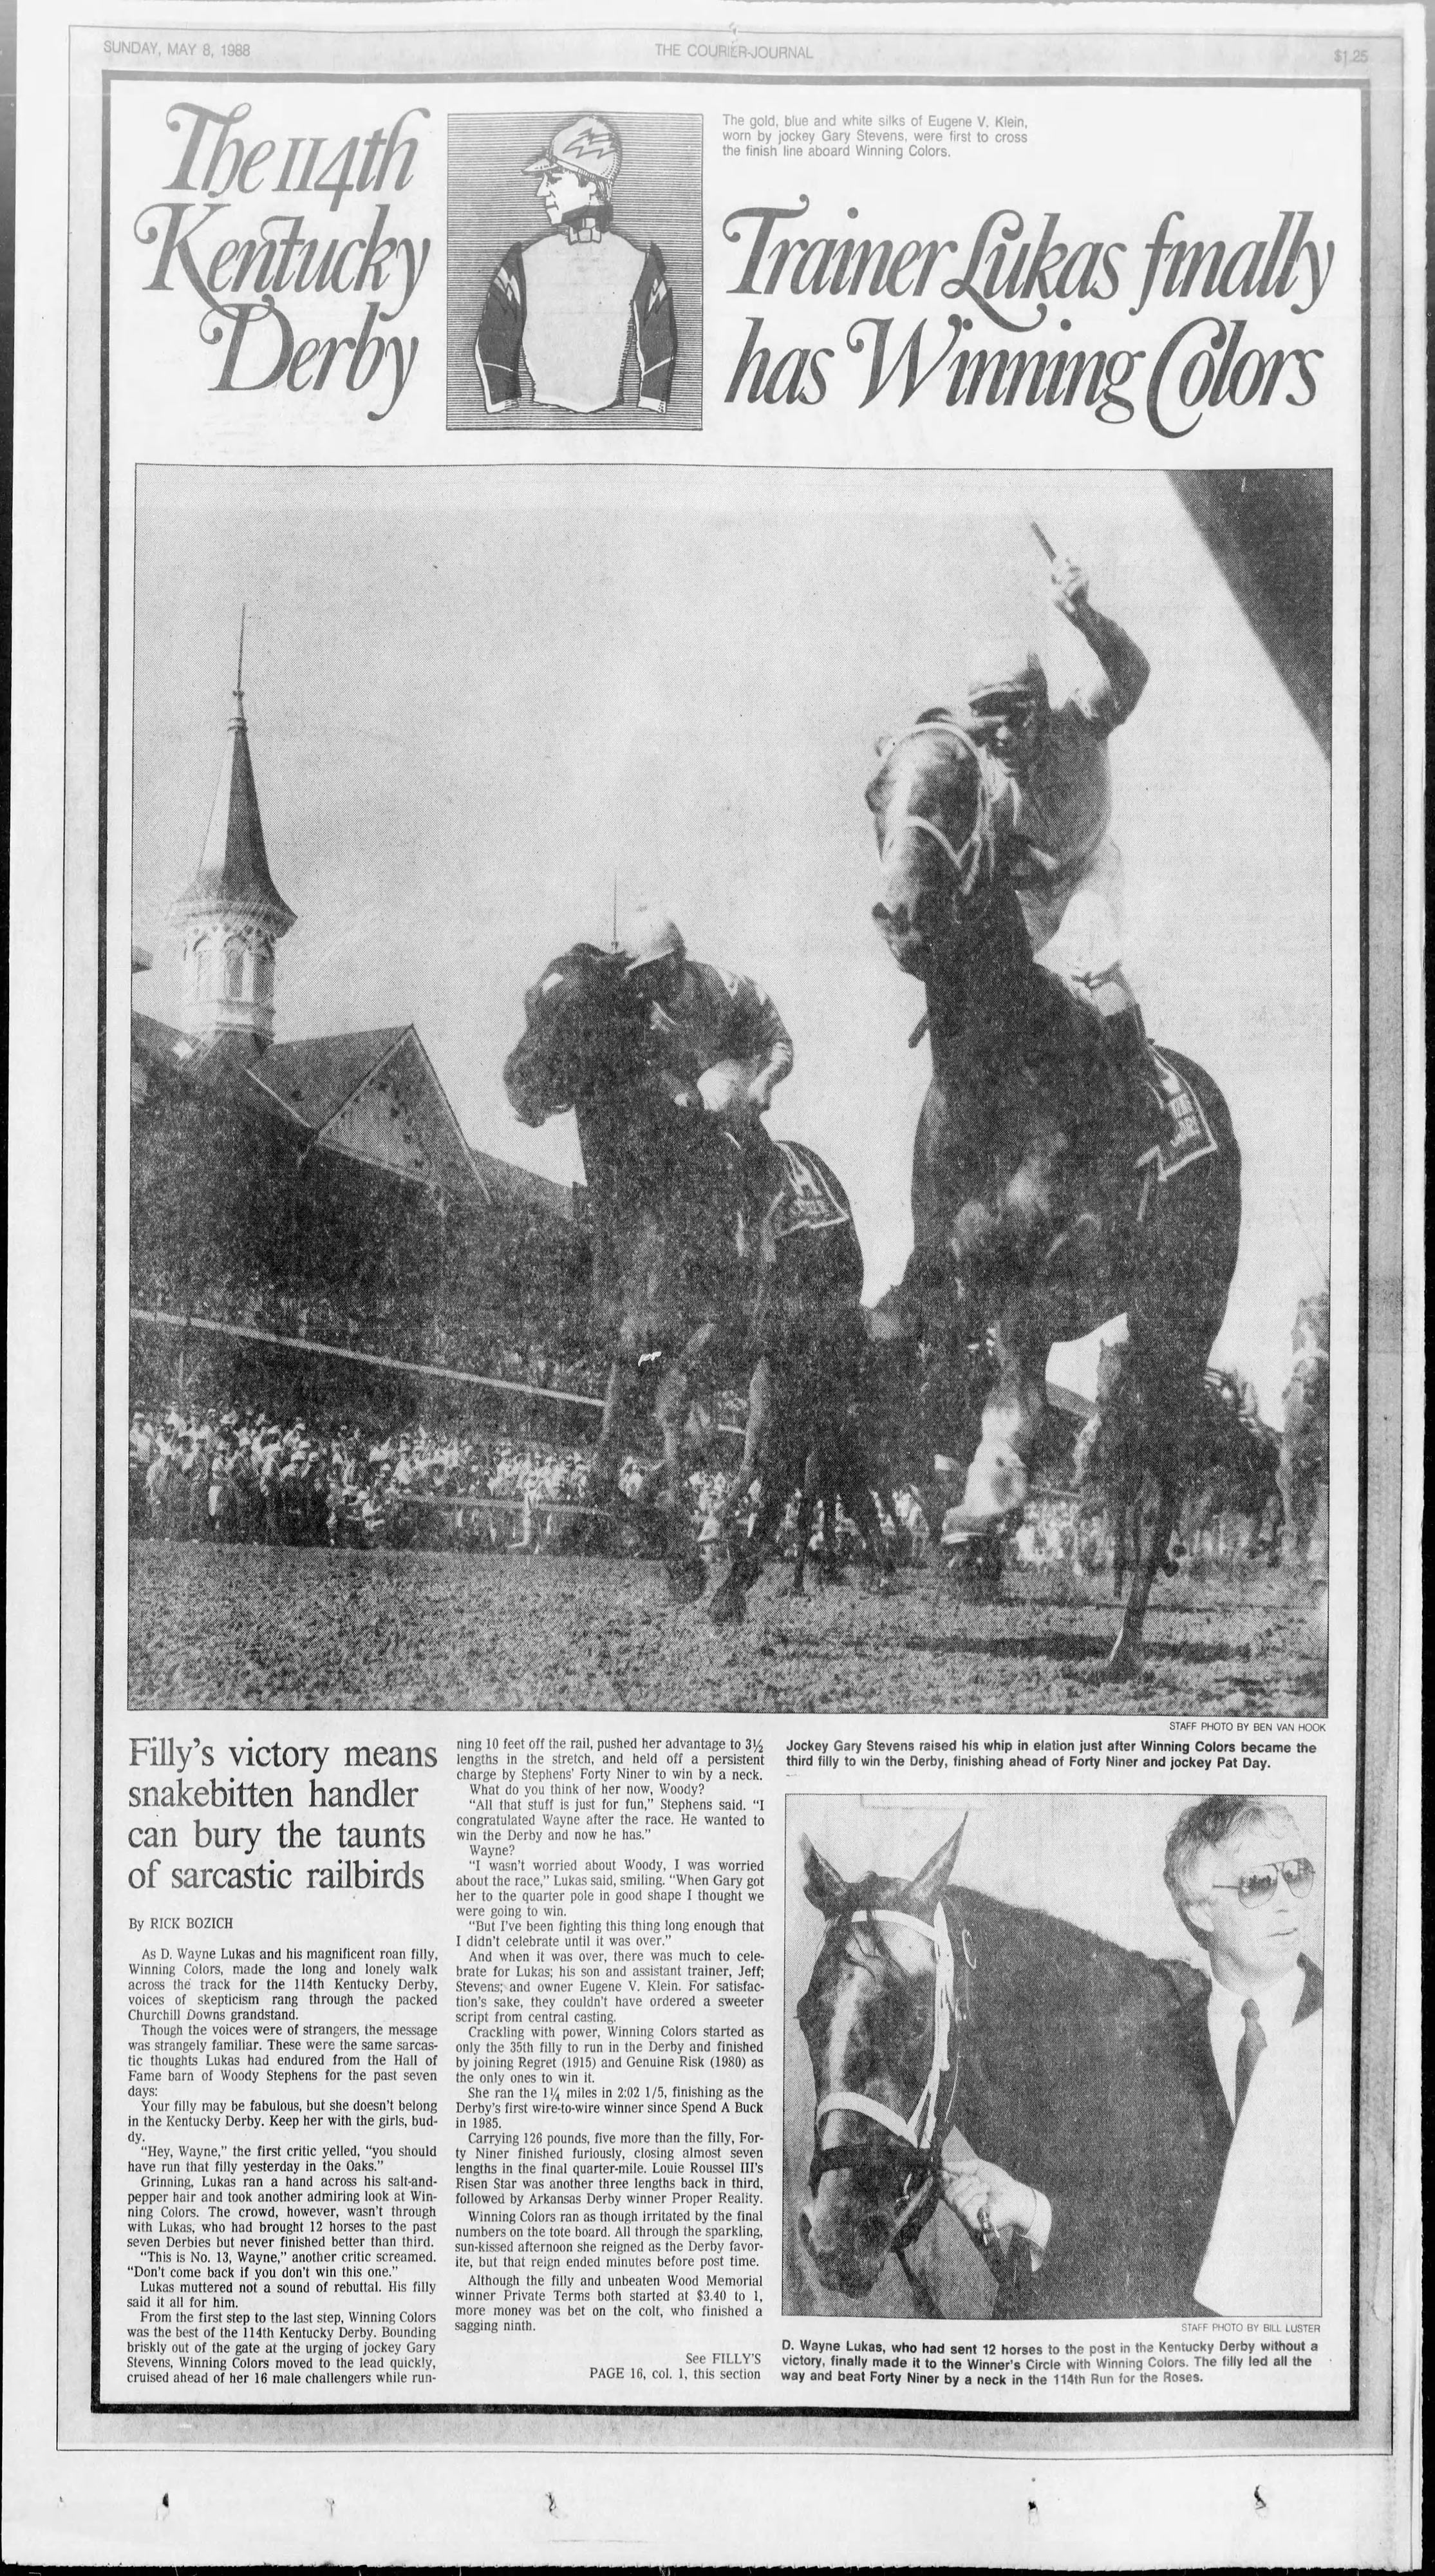 SUNDAY, MAY 8, 1988
THE COURIER-JOURNAL
$1.25
The 114th
Kentucky
Derby
The gold, blue and white silks of Eugene V. Klein,
worn by jockey Gary Stevens, were first to cross
the finish line aboard Winning Colors.
Trainer Lukas finally
has Winning Colors
STAFF PHOTO BY BEN VAN HOOK
Filly's victory means
snakebitten handler
can bury the taunts
of sarcastic railbirds
By RICK BOZICH
As D. Wayne Lukas and his magnificent roan filly,
Winning Colors, made the long and lonely walk
across the track for the 114th Kentucky Derby,
voices of skepticism rang through the packed
Churchill Downs grandstand.
Though the voices were of strangers, the message
was strangely familiar. These were the same sarcas-
tic thoughts Lukas had endured from the Hall of
Fame barn of Woody Stephens for the past seven
days:
Your filly may be fabulous, but she doesn't belong
in the Kentucky Derby. Keep her with the girls, bud-
dy.
"Hey, Wayne," the first critic yelled, "you should
have run that filly yesterday in the Oaks."
Grinning, Lukas ran a hand across his salt-and-
pepper hair and took another admiring look at Win-
ning Colors. The crowd, however, wasn't through
with Lukas, who had brought 12 horses to the past
seven Derbies but never finished better than third.
"This is No. 13, Wayne," another critic screamed.
"Don't come back if you don't win this one."
Lukas muttered not a sound of rebuttal. His filly
said it all for him.
From the first step to the last step, Winning Colors
was the best of the 114th Kentucky Derby. Bounding
briskly out of the gate at the urging of jockey Gary
Stevens, Winning Colors moved to the lead quickly,
cruised ahead of her 16 male challengers while run-
ning 10 feet off the rail, pushed her advantage to 3½
lengths in the stretch, and held off a persistent
charge by Stephens' Forty Niner to win by a neck.
What do you think of her now, Woody?
"All that stuff is just for fun," Stephens said. "I
congratulated Wayne after the race. He wanted to
win the Derby and now he has."
Wayne?
"I wasn't worried about Woody, I was worried
about the race," Lukas said, smiling. "When Gary got
her to the quarter pole in good shape I thought we
were going to win.
"But I've been fighting this thing long enough that
I didn't celebrate until it was over."
And when it was over, there was much to cele-
brate for Lukas; his son and assistant trainer, Jeff;
Stevens; and owner Eugene V. Klein. For satisfac-
tion's sake, they couldn't have ordered a sweeter
script from central casting.
Crackling with power, Winning Colors started as
only the 35th filly to run in the Derby and finished
by joining Regret (1915) and Genuine Risk (1980) as
the only ones to win it.
She ran the 1¼ miles in 2:02 1/5, finishing as the
Derby's first wire-to-wire winner since Spend A Buck
in 1985.
Carrying 126 pounds, five more than the filly, For-
ty Niner finished furiously, closing almost seven
lengths in the final quarter-mile. Louie Roussel III's
Risen Star was another three lengths back in third,
followed by Arkansas Derby winner Proper Reality.
Winning Colors ran as though irritated by the final
numbers on the tote board. All through the sparkling,
sun-kissed afternoon she reigned as the Derby favor-
ite, but that reign ended minutes before post time.
Although the filly and unbeaten Wood Memorial
winner Private Terms both started at $3.40 to 1,
more money was bet on the colt, who finished a
sagging ninth.
See FILLY'S
PAGE 16, col. 1, this section
Jockey Gary Stevens raised his whip in elation just after Winning Colors became the
third filly to win the Derby, finishing ahead of Forty Niner and jockey Pat Day.
STAFF PHOTO BY BILL LUSTER
D. Wayne Lukas, who had sent 12 horses to the post in the Kentucky Derby without a
victory, finally made it to the Winner's Circle with Winning Colors. The filly led all the
way and beat Forty Niner by a neck in the 114th Run for the Roses.